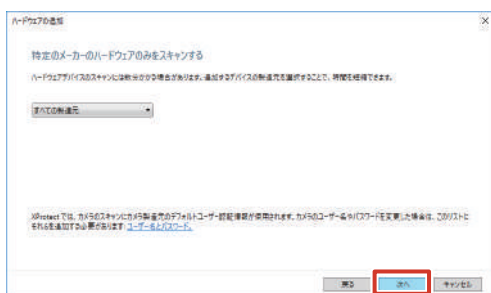 ハードウェアの追加
特定のメーカーのハードウェアのみをスキャンする
ハードウェアデバイスのスキャンには数分かかる場合があります。追加するデバイスの製造元を選択することで、時間を短縮できます。
すべての製造元
XProtect では、カメラのスキャンにカメラ製造元のデフォルトユーザー認証情報が使用されます。カメラのユーザー名やパスワードを変更した場合は、このリストに
それらを追加する必要があります: ユーザー名とパスワード。
戻る
次へ
キャンセル